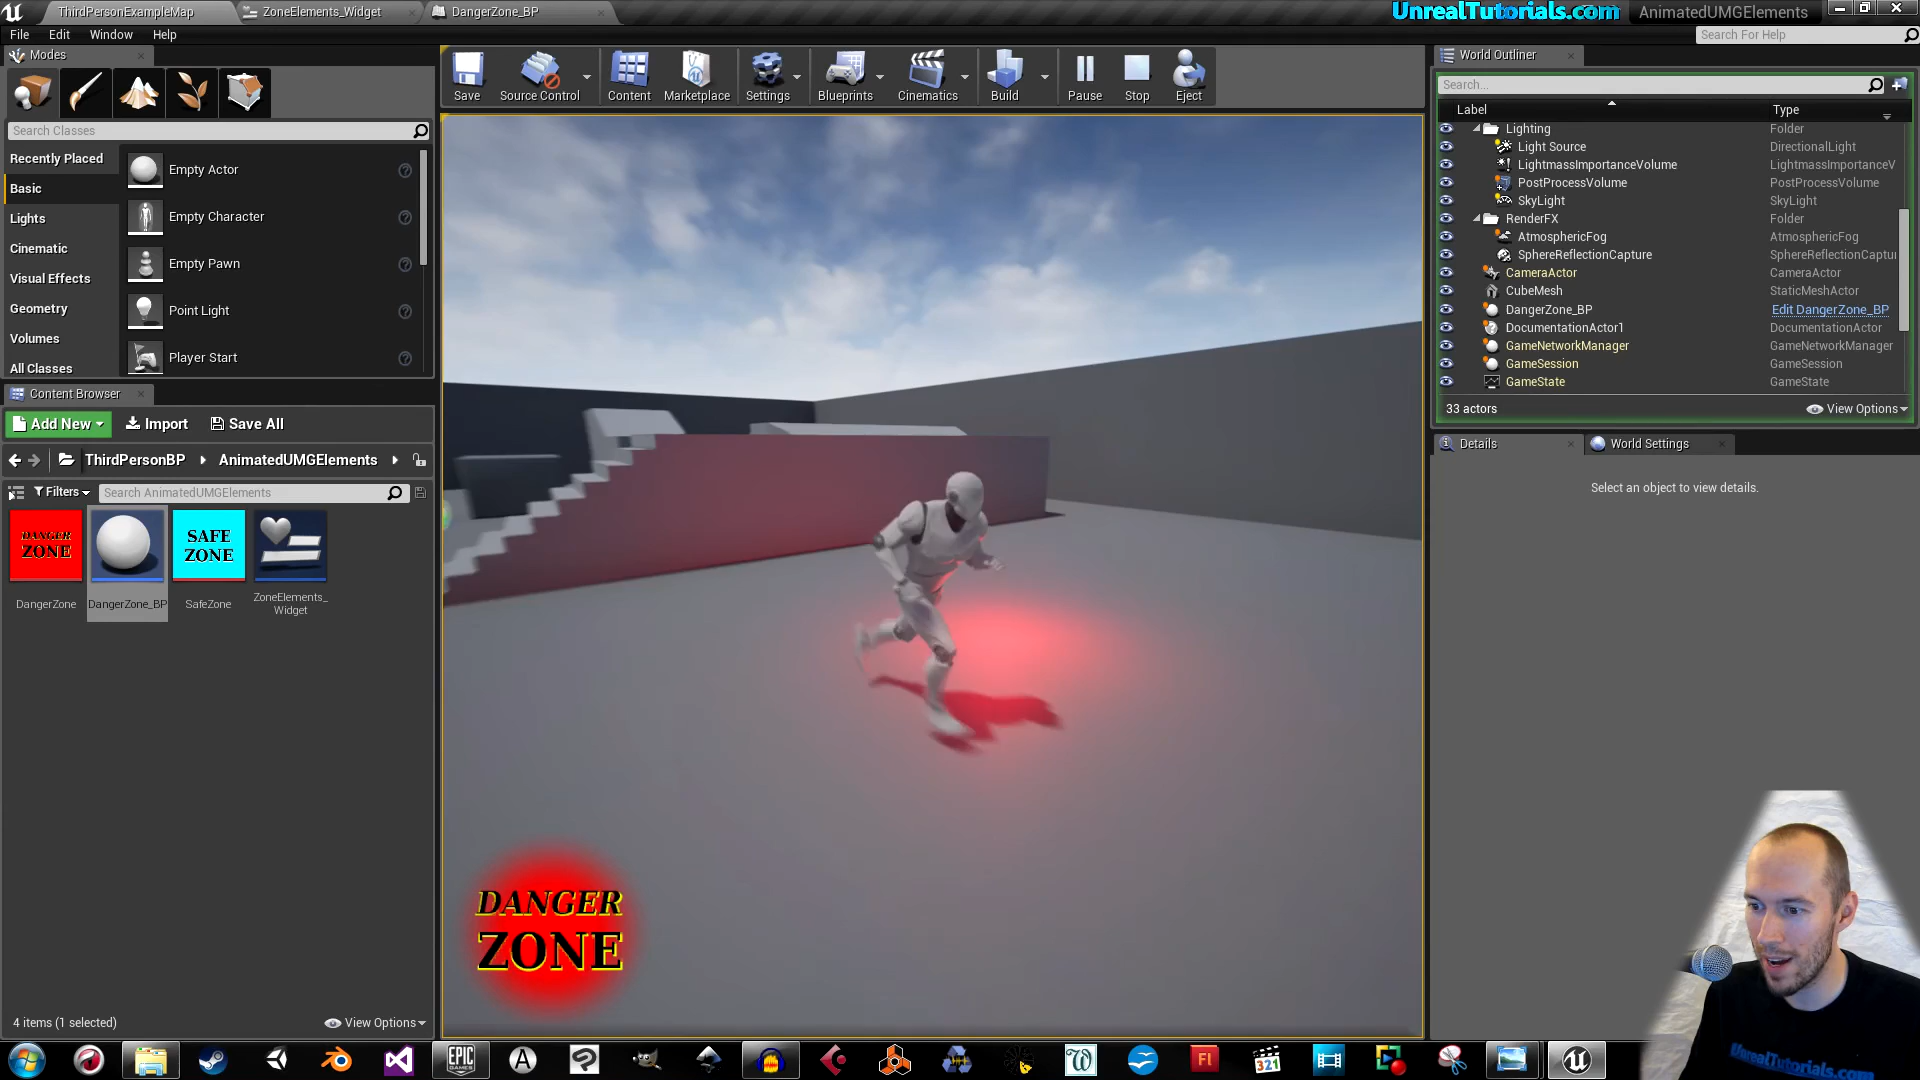 ThirdPersonExampleMap
ZoneElements_Widget
DangerZone_BP
UnrealTutorials.com
AnimatedUMGElements
File Edit Window Help
Search For Help
Modes
Search Classes
Recently Placed
Basic
Lights
Cinematic
Visual Effects
Geometry
Volumes
All Classes
Empty Actor
Empty Character
Empty Pawn
Point Light
Player Start
Save
Source Control
Content
Marketplace
Settings
Blueprints
Cinematics
Build
Pause
Stop
Eject
World Outliner
Search...
Label Type
Lighting Folder
Light Source DirectionalLight
LightmassImportanceVolume LightmassImportanceV
PostProcessVolume PostProcessVolume
SkyLight SkyLight
RenderFX Folder
AtmosphericFog AtmosphericFog
SphereReflectionCapture SphereReflectionCaptu
CameraActor CameraActor
CubeMesh StaticMeshActor
DangerZone_BP Edit DangerZone_BP
DocumentationActor1 DocumentationActor
GameNetworkManager GameNetworkManager
GameSession GameSession
GameState GameState
33 actors View Options
Details
World Settings
Select an object to view details.
Content Browser
Add New Import Save All
ThirdPersonBP AnimatedUMGElements
Filters Search AnimatedUMGElements
DANGER
ZONE
SAFE
ZONE
DangerZone
DangerZone_BP
SafeZone
ZoneElements_
Widget
4 items (1 selected) View Options
DANGER
ZONE
EPIC
GAMES
Fl
321
UnrealTutorials.com